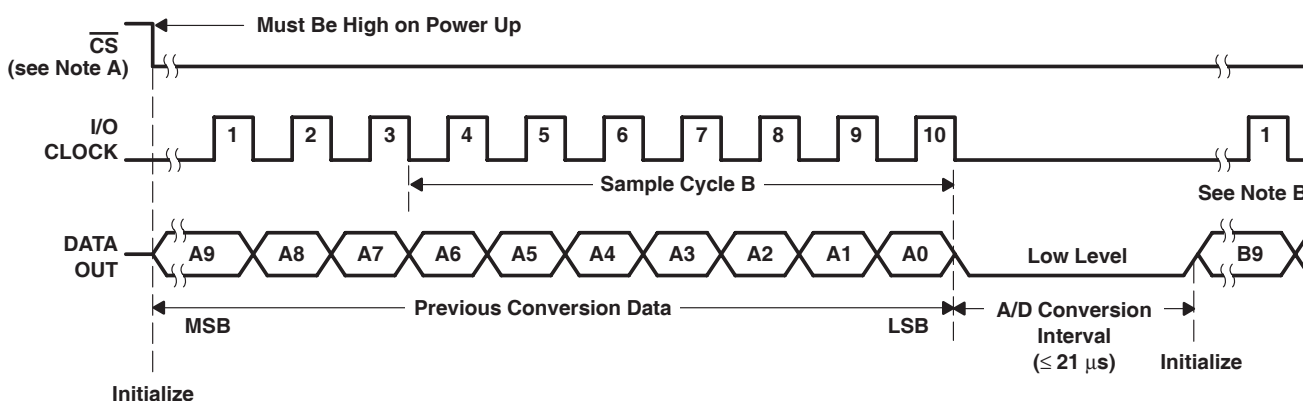 Must Be High on Power Up
CS
(see Note A)
I/O
CLOCK
1 2 3 4 5 6 7 8 9 10 1
Sample Cycle B
See Note B
DATA
OUT
A9 A8 A7 A6 A5 A4 A3 A2 A1 A0 Low Level B9
Previous Conversion Data
MSB LSB
A/D Conversion
Interval
(≤ 21 μs)
Initialize
Initialize